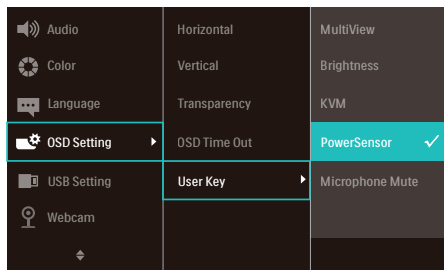 Audio
Color
Language
OSD Setting
USB Setting
Webcam
Horizontal
Vertical
Transparency
OSD Time Out
User Key
MultiView
Brightness
KVM
PowerSensor
Microphone Mute